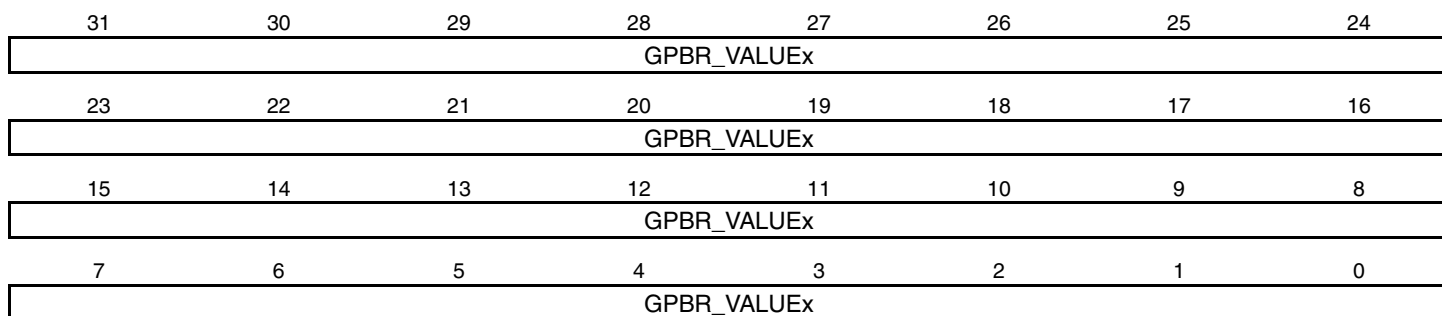 31 30 29 28 27 26 25 24
GPBR_VALUEx
23 22 21 20 19 18 17 16
GPBR_VALUEx
15 14 13 12 11 10 9 8
GPBR_VALUEx
7 6 5 4 3 2 1 0
GPBR_VALUEx